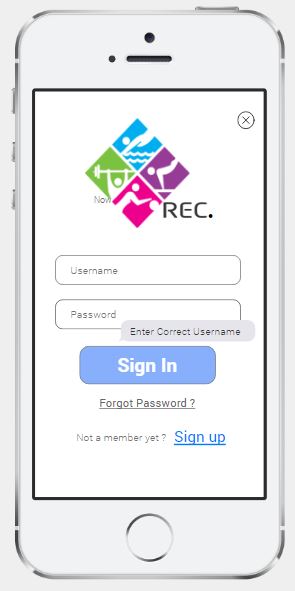 Now
REC.
Username
Password
Enter Correct Username
Sign In
Forgot Password ?
Not a member yet ? Sign up